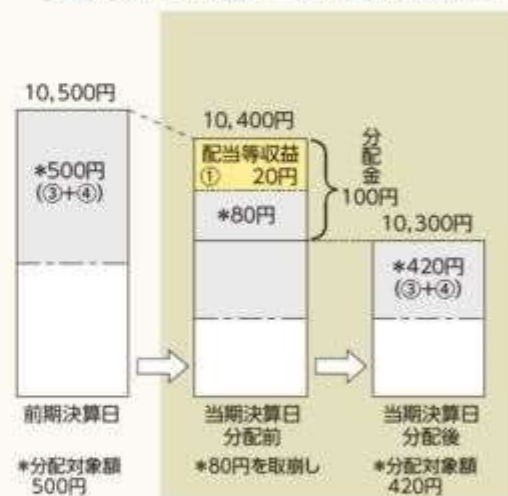 10,500円
*500円
(③+④)
前期決算日
*分配対象額
500円
10,400円
配当等収益
① 20円
*80円
分配金
100円
当期決算日
分配前
*80円を取崩し
10,300円
*420円
(③+④)
当期決算日
分配後
*分配対象額
420円